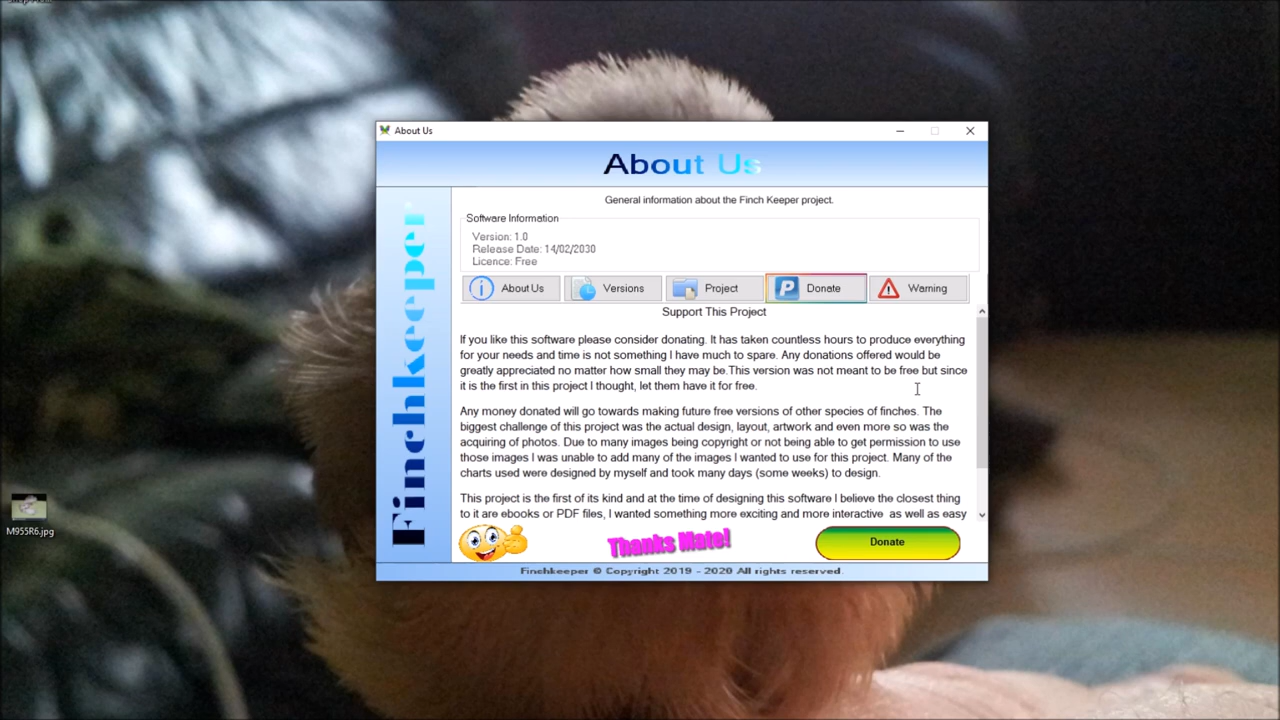 About Us
About Us
Finchkeeper
General information about the Finch Keeper project.
Software Information
Version: 1.0
Release Date: 14/02/2030
Licence: Free
About Us
Versions
Project
Donate
Warning
Support This Project
If you like this software please consider donating. It has taken countless hours to produce everything
for your needs and time is not something I have much to spare. Any donations offered would be
greatly appreciated no matter how small they may be.This version was not meant to be free but since
it is the first in this project I thought, let them have it for free.
Any money donated will go towards making future free versions of other species of finches. The
biggest challenge of this project was the actual design, layout, artwork and even more so was the
acquiring of photos. Due to many images being copyright or not being able to get permission to use
those images I was unable to add many of the images I wanted to use for this project. Many of the
charts used were designed by myself and took many days (some weeks) to design.
This project is the first of its kind and at the time of designing this software I believe the closest thing
to it are ebooks or PDF files, I wanted something more exciting and more interactive as well as easy
Thanks Mate!
Donate
Finchkeeper © Copyright 2019 - 2020 All rights reserved.
M955R6.jpg